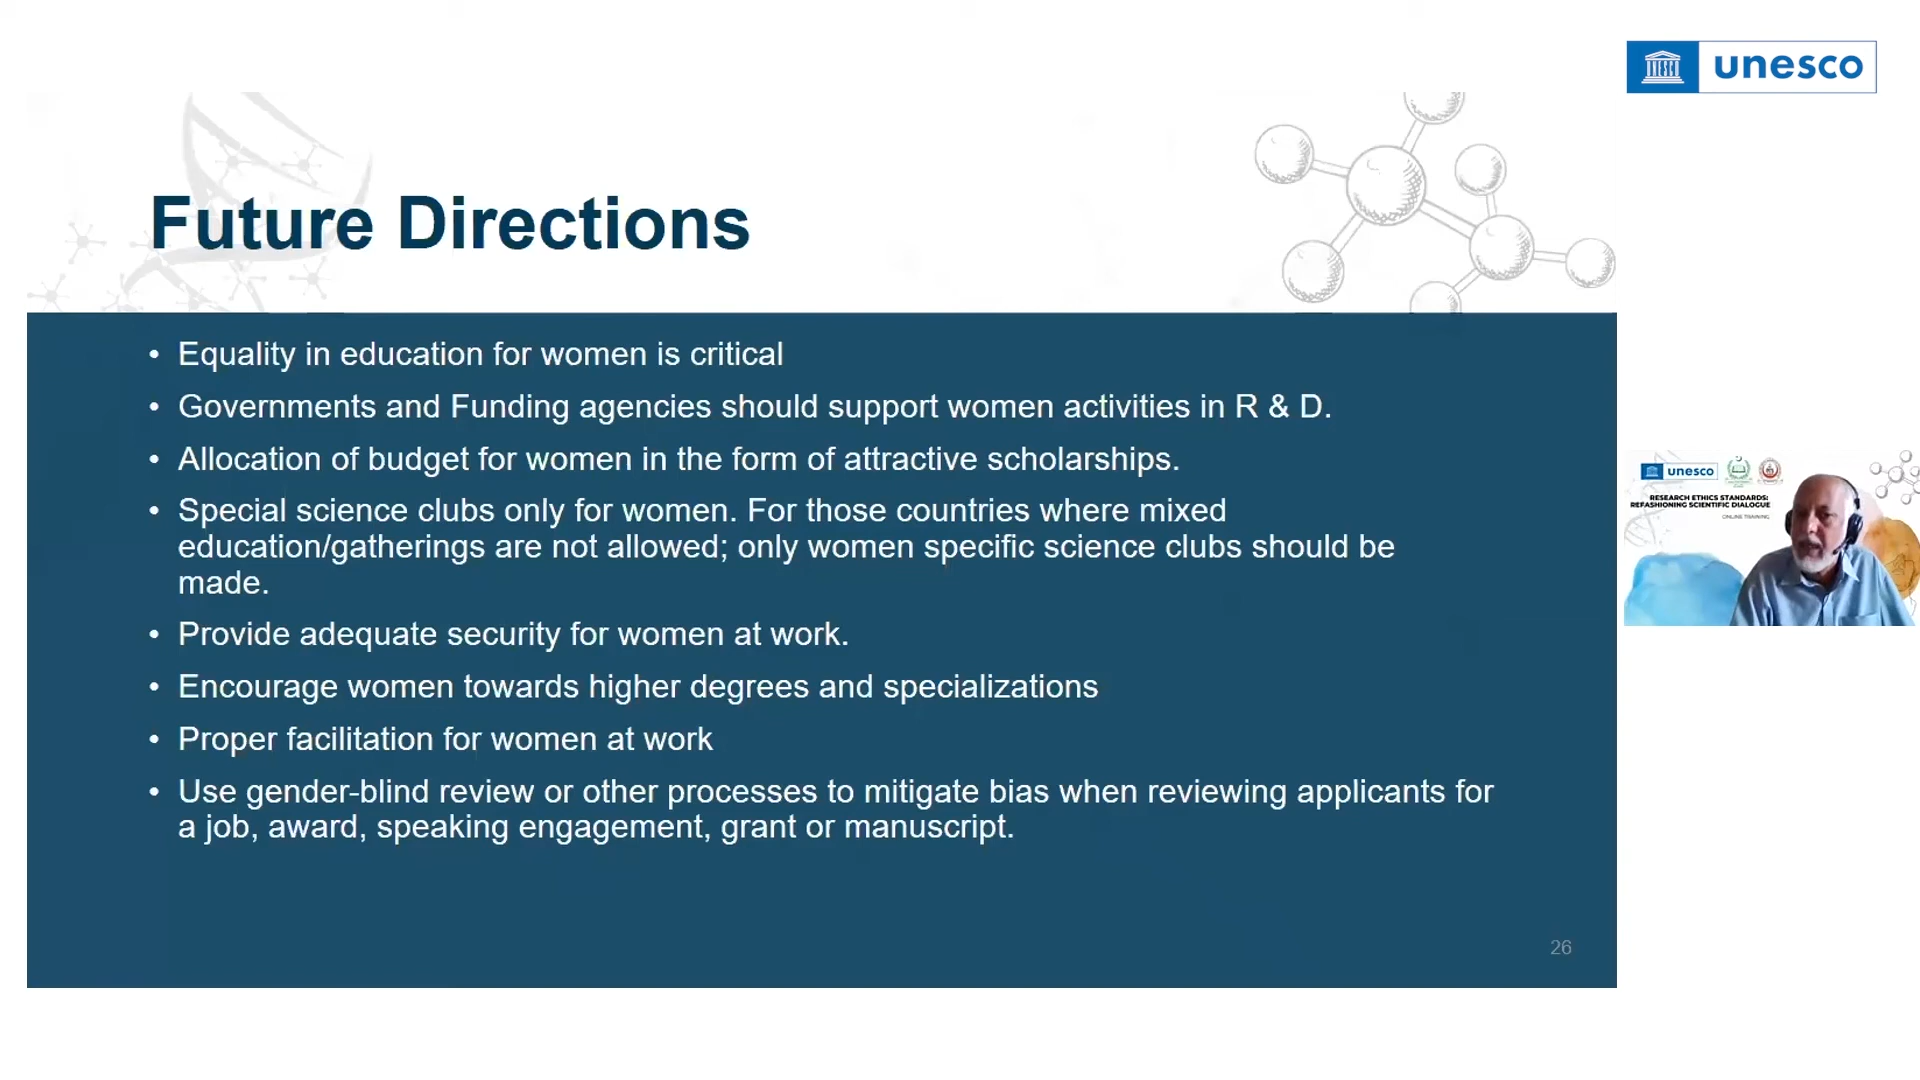 unesco
Future Directions
• Equality in education for women is critical
• Governments and Funding agencies should support women activities in R & D.
• Allocation of budget for women in the form of attractive scholarships.
• Special science clubs only for women. For those countries where mixed
education/gatherings are not allowed; only women specific science clubs should be
made.
• Provide adequate security for women at work.
• Encourage women towards higher degrees and specializations
• Proper facilitation for women at work
• Use gender-blind review or other processes to mitigate bias when reviewing applicants for
a job, award, speaking engagement, grant or manuscript.
26
unesco
RESEARCH ETHICS STANDARDS:
REFASHIONING SCIENTIFIC DIALOGUE
ONLINE TRAINING